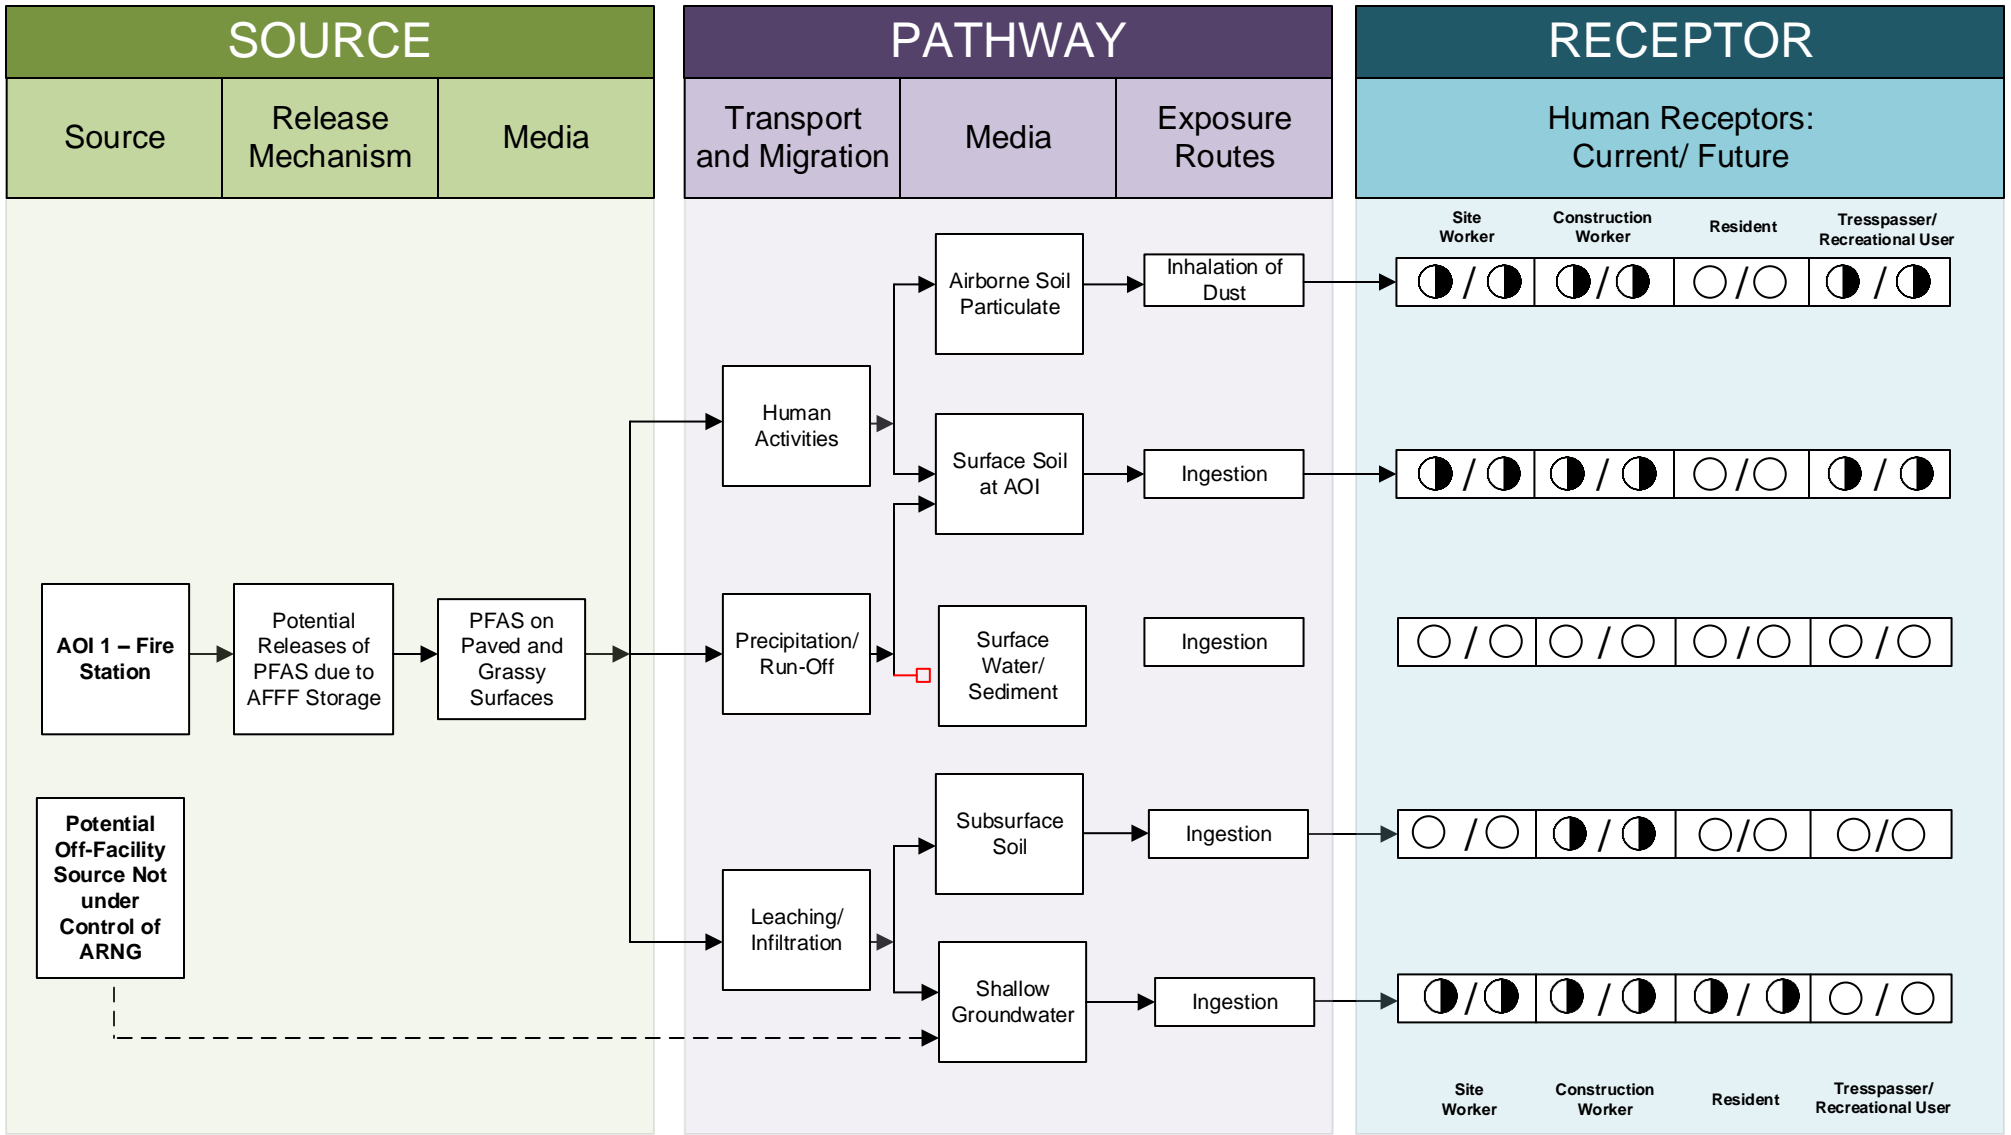 SOURCE
PATHWAY
RECEPTOR
Source
Release
Mechanism
Media
Transport
and Migration
Media
Exposure
Routes
Human Receptors:
Current/ Future
Site
Worker
Construction
Worker
Resident
Tresspasser/
Recreational User
Airborne Soil
Particulate
Inhalation of
Dust
/
/
/
/
Human
Activities
Surface Soil
at AOI
Ingestion
/
/
/
/
AOI 1 – Fire
Station
Potential
Releases of
PFAS due to
AFFF Storage
PFAS on
Paved and
Grassy
Surfaces
Precipitation/
Run-Off
Surface
Water/
Sediment
Ingestion
/
/
/
/
Potential
Off-Facility
Source Not
under
Control of
ARNG
Subsurface
Soil
Ingestion
/
/
/
/
Leaching/
Infiltration
Shallow
Groundwater
Ingestion
/
/
/
/
Site
Worker
Construction
Worker
Resident
Tresspasser/
Recreational User